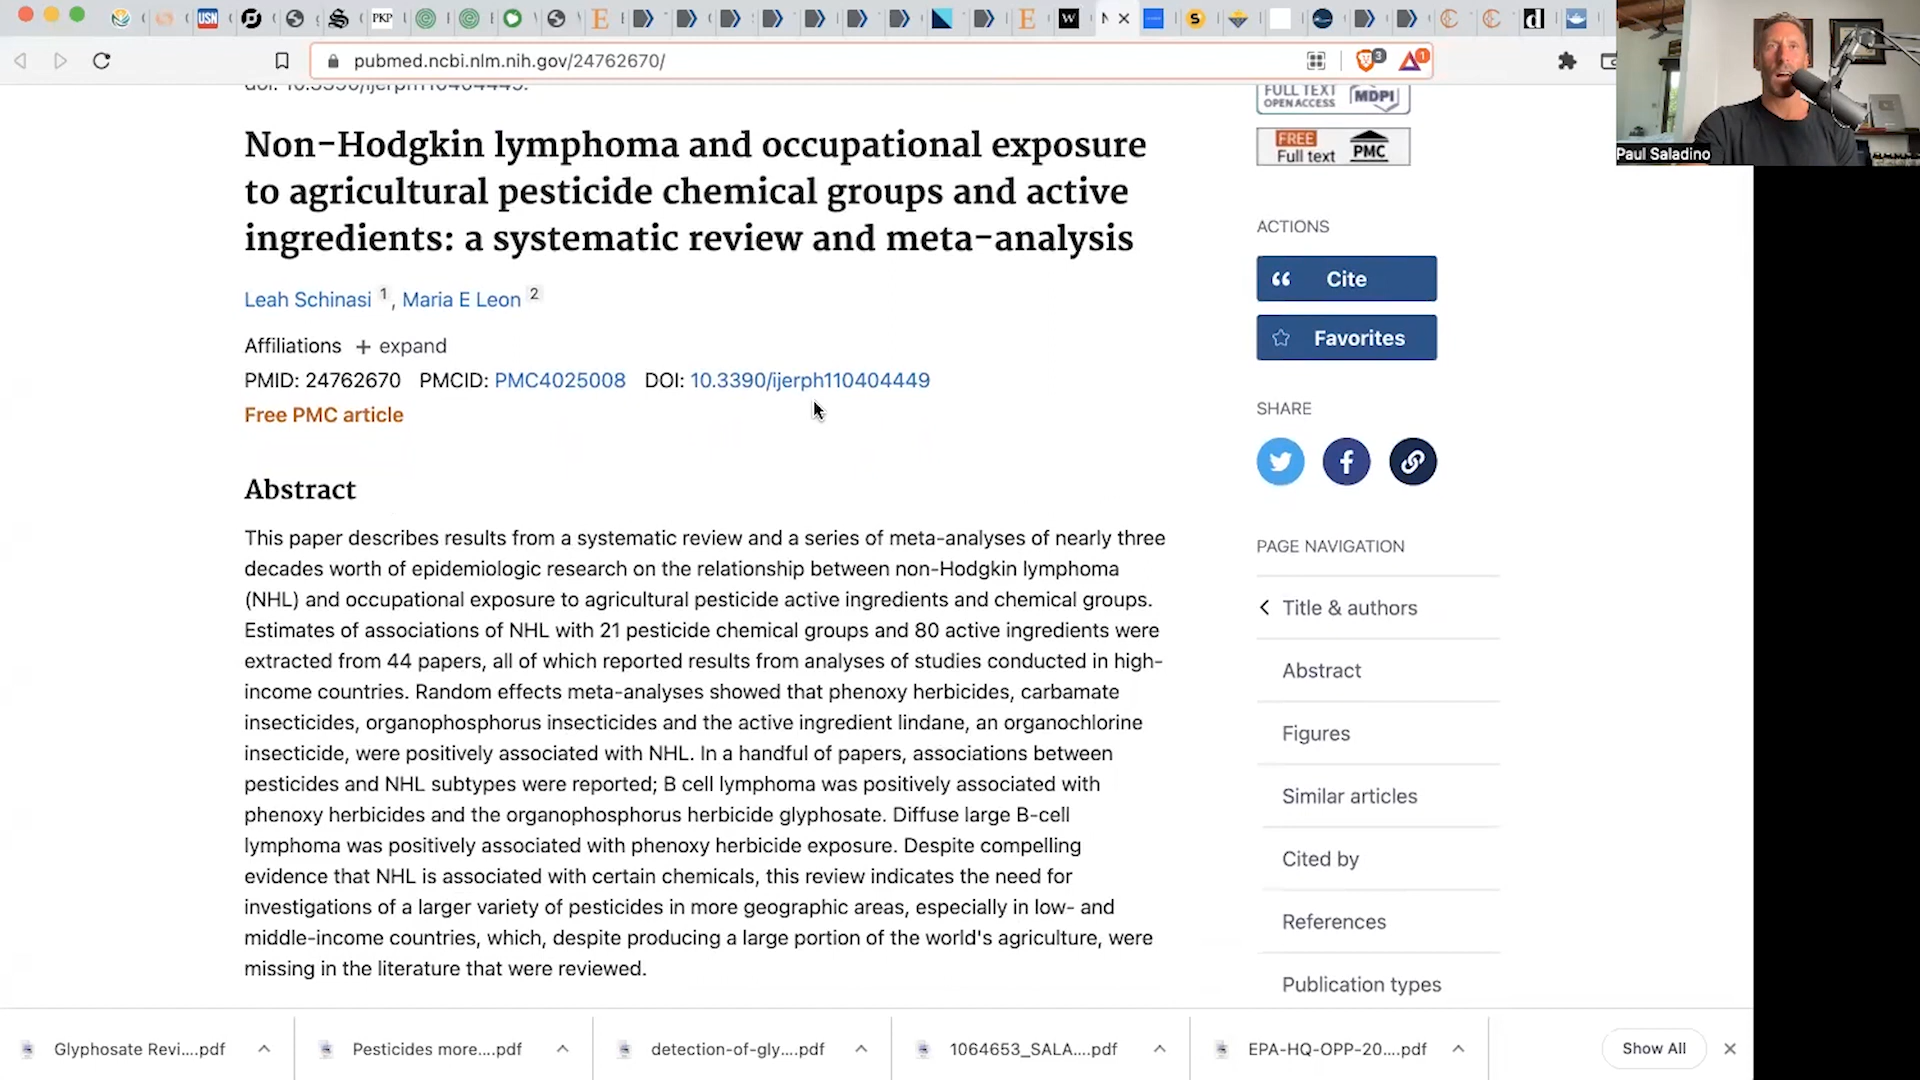 USN
PKP
E
E
W
S
d
pubmed.ncbi.nlm.nih.gov/24762670/
3
1
Paul Saladino
doi: 10.3390/ijerph110404449.
Non-Hodgkin lymphoma and occupational exposure
to agricultural pesticide chemical groups and active
ingredients: a systematic review and meta-analysis
Leah Schinasi 1, Maria E Leon 2
Affiliations + expand
PMID: 24762670 PMCID: PMC4025008 DOI: 10.3390/ijerph110404449
Free PMC article
Abstract
This paper describes results from a systematic review and a series of meta-analyses of nearly three
decades worth of epidemiologic research on the relationship between non-Hodgkin lymphoma
(NHL) and occupational exposure to agricultural pesticide active ingredients and chemical groups.
Estimates of associations of NHL with 21 pesticide chemical groups and 80 active ingredients were
extracted from 44 papers, all of which reported results from analyses of studies conducted in high-
income countries. Random effects meta-analyses showed that phenoxy herbicides, carbamate
insecticides, organophosphorus insecticides and the active ingredient lindane, an organochlorine
insecticide, were positively associated with NHL. In a handful of papers, associations between
pesticides and NHL subtypes were reported; B cell lymphoma was positively associated with
phenoxy herbicides and the organophosphorus herbicide glyphosate. Diffuse large B-cell
lymphoma was positively associated with phenoxy herbicide exposure. Despite compelling
evidence that NHL is associated with certain chemicals, this review indicates the need for
investigations of a larger variety of pesticides in more geographic areas, especially in low- and
middle-income countries, which, despite producing a large portion of the world's agriculture, were
missing in the literature that were reviewed.
FULL TEXT
OPEN ACCESS
MDPI
FREE
Full text
PMC
ACTIONS
Cite
Favorites
SHARE
PAGE NAVIGATION
Title & authors
Abstract
Figures
Similar articles
Cited by
References
Publication types
Glyphosate Revi....pdf
Pesticides more....pdf
detection-of-gly....pdf
1064653_SALA....pdf
EPA-HQ-OPP-20....pdf
Show All